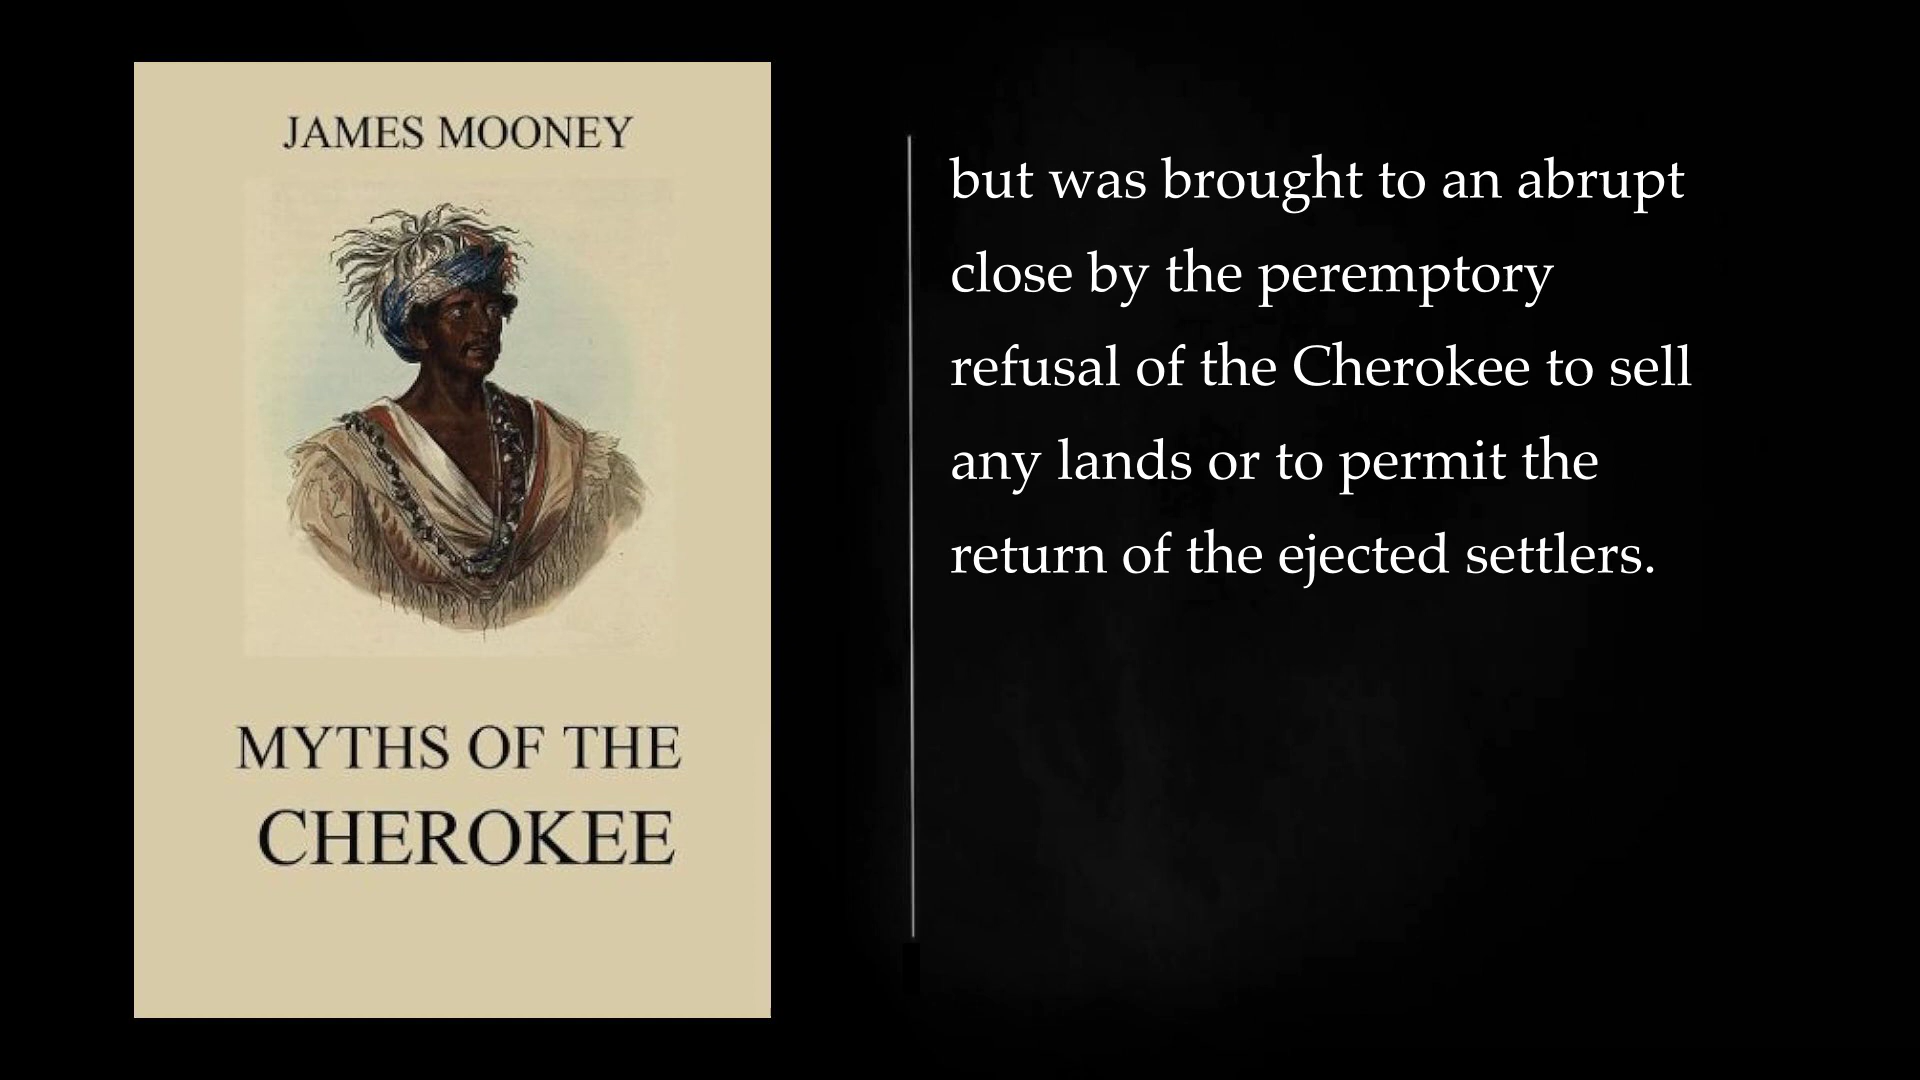 JAMES MOONEY
MYTHS OF THE
CHEROKEE
but was brought to an abrupt
close by the peremptory
refusal of the Cherokee to sell
any lands or to permit the
return of the ejected settlers.